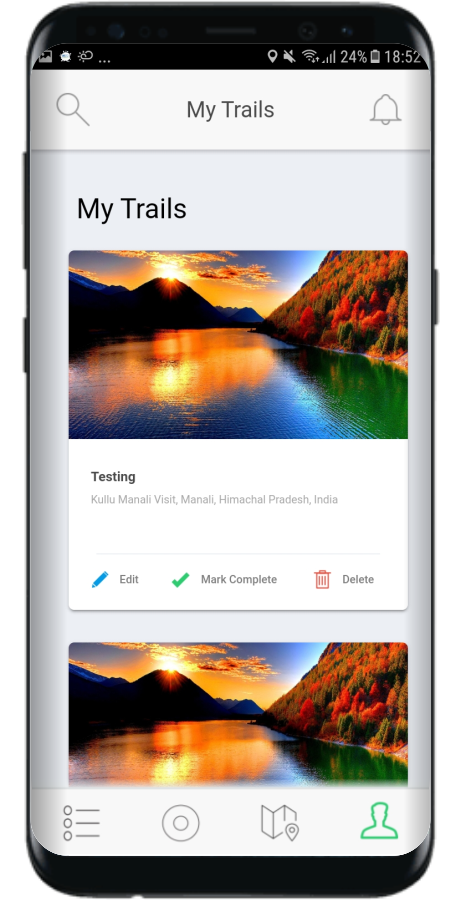 ... 24% 18:52
My Trails
My Trails
Testing
Kullu Manali Visit, Manali, Himachal Pradesh, India
Edit Mark Complete Delete